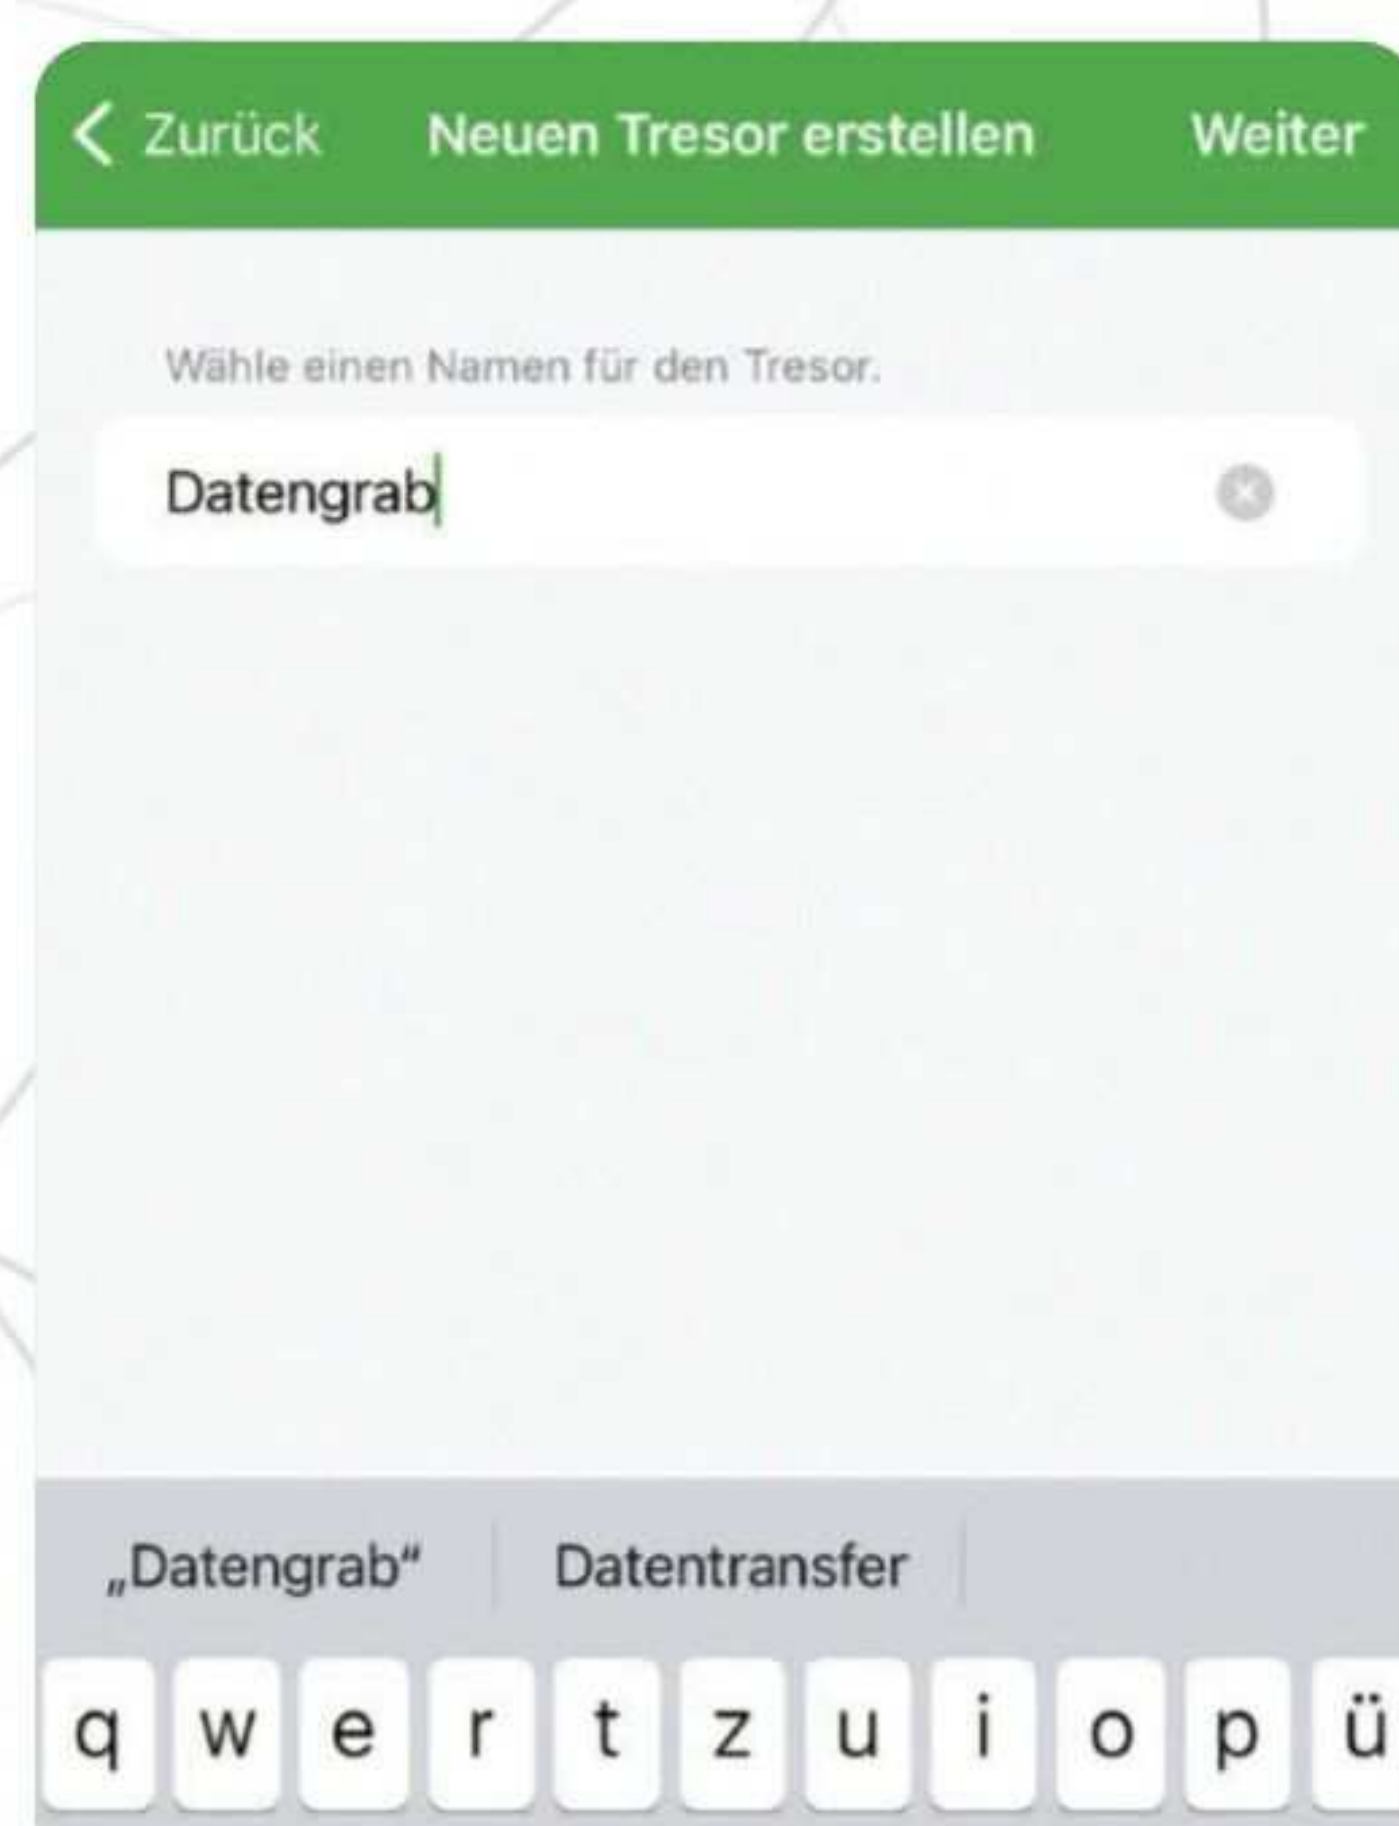 Zurück Neuen Tresor erstellen Weiter
Wähle einen Namen für den Tresor.
Datengrab
„Datengrab“ Datentransfer
q w e r t z u i o p ü